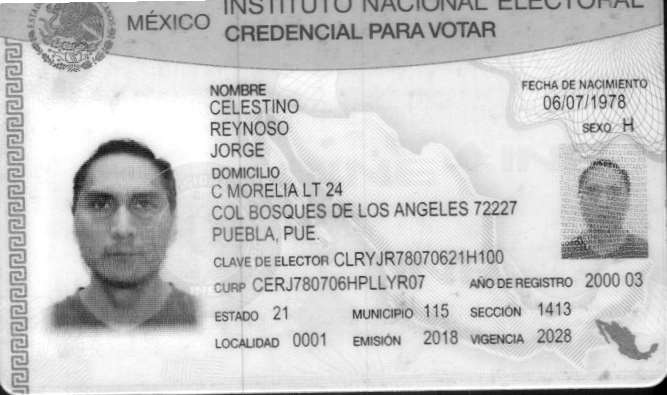 INSTITUTO NACIONAL ELECTORAL
MÉXICO CREDENCIAL PARA VOTAR
NOMBRE
CELESTINO
REYNOSO
JORGE
FECHA DE NACIMIENTO
06/07/1978
SEXO H
DOMICILIO
C MORELIA LT 24
COL BOSQUES DE LOS ANGELES 72227
PUEBLA, PUE.
CLAVE DE ELECTOR CLRYJR78070621H100
CURP CERJ780706HPLLYR07 AÑO DE REGISTRO 2000 03
ESTADO 21 MUNICIPIO 115 SECCIÓN 1413
LOCALIDAD 0001 EMISIÓN 2018 VIGENCIA 2028